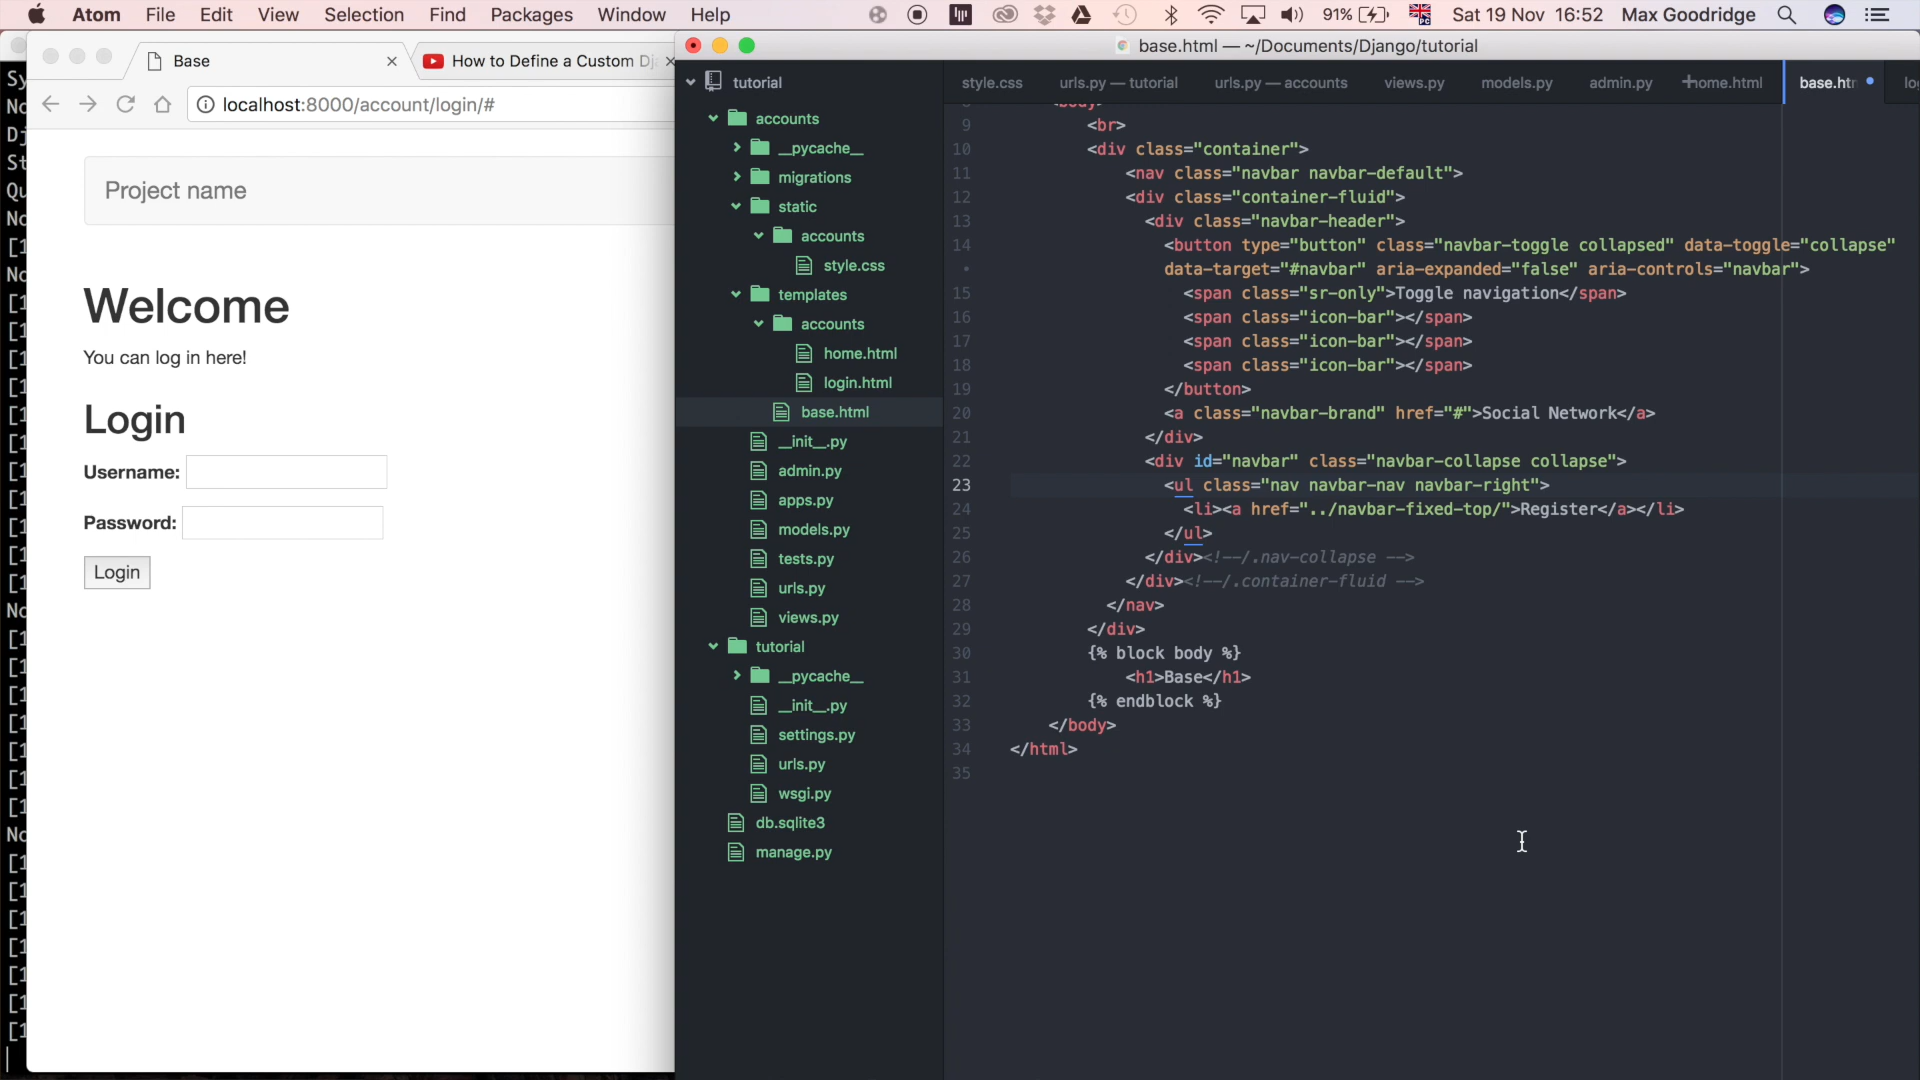 Atom File Edit View Selection Find Packages Window Help 91% Sat 19 Nov 16:52 Max Goodridge
Base
How to Define a Custom Dj
localhost:8000/account/login/#
Project name
Welcome
You can log in here!
Login
Username:
Password:
Login
base.html — ~/Documents/Django/tutorial
tutorial
accounts
__pycache__
migrations
static
accounts
style.css
templates
accounts
home.html
login.html
base.html
__init__.py
admin.py
apps.py
models.py
tests.py
urls.py
views.py
tutorial
__pycache__
__init__.py
settings.py
urls.py
wsgi.py
db.sqlite3
manage.py
style.css urls.py — tutorial urls.py — accounts views.py models.py admin.py home.html base.htm
<body>
9 <br>
10 <div class="container">
11 <nav class="navbar navbar-default">
12 <div class="container-fluid">
13 <div class="navbar-header">
14 <button type="button" class="navbar-toggle collapsed" data-toggle="collapse"
data-target="#navbar" aria-expanded="false" aria-controls="navbar">
15 <span class="sr-only">Toggle navigation</span>
16 <span class="icon-bar"></span>
17 <span class="icon-bar"></span>
18 <span class="icon-bar"></span>
19 </button>
20 <a class="navbar-brand" href="#">Social Network</a>
21 </div>
22 <div id="navbar" class="navbar-collapse collapse">
23 <ul class="nav navbar-nav navbar-right">
24 <li><a href="../navbar-fixed-top/">Register</a></li>
25 </ul>
26 </div><!--/.nav-collapse -->
27 </div><!--/.container-fluid -->
28 </nav>
29 </div>
30 {% block body %}
31 <h1>Base</h1>
32 {% endblock %}
33 </body>
34 </html>
35